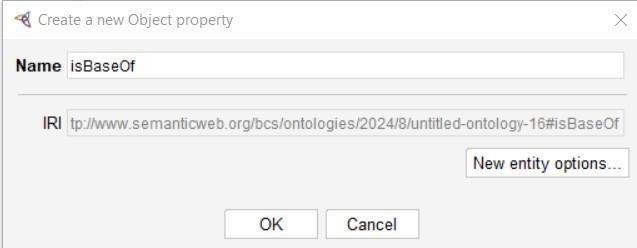 Create a new Object property
Name isBaseOf
IRI tp://www.semanticweb.org/bcs/ontologies/2024/8/untitled-ontology-16#isBaseOf
New entity options...
OK Cancel